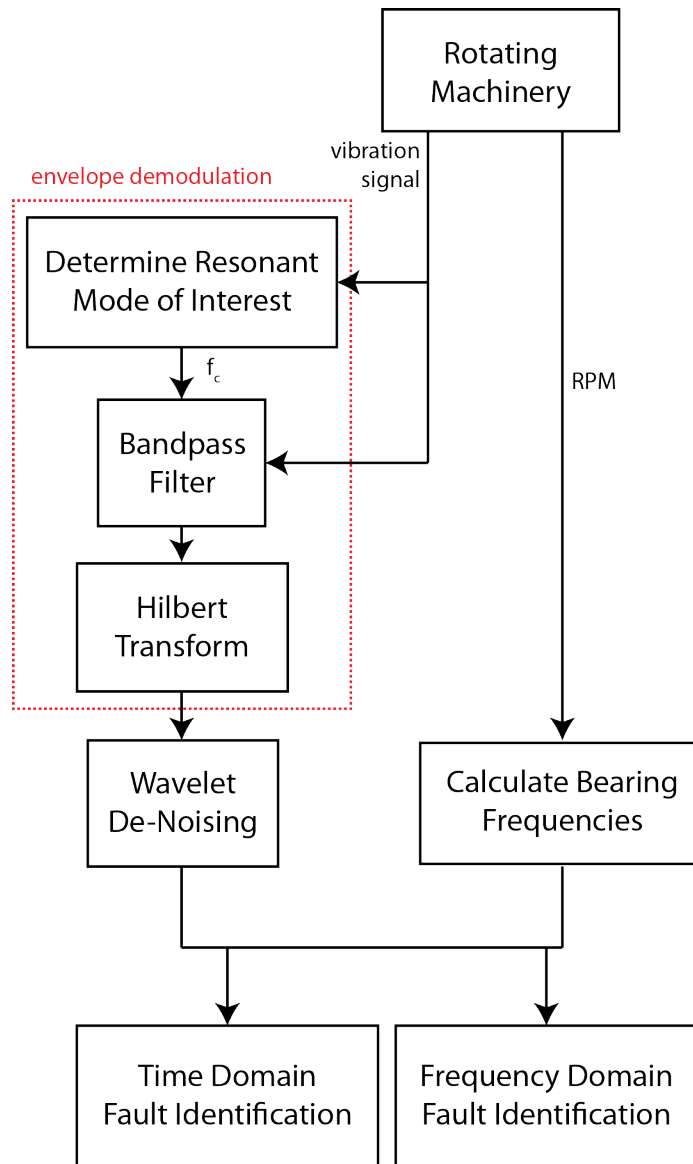 Rotating
Machinery
vibration
signal
envelope demodulation
Determine Resonant
Mode of Interest
f_c
RPM
Bandpass
Filter
Hilbert
Transform
Wavelet
De-Noising
Calculate Bearing
Frequencies
Time Domain
Fault Identification
Frequency Domain
Fault Identification